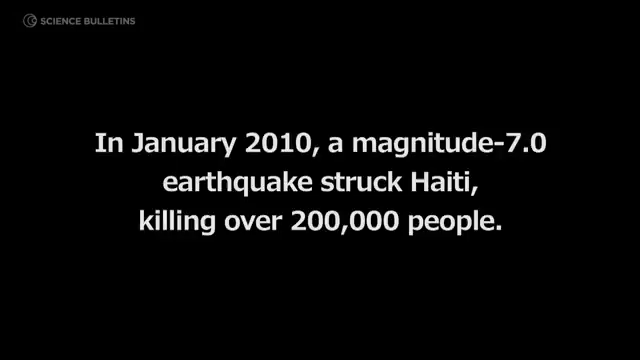 SCIENCE BULLETINS
In January 2010, a magnitude-7.0
earthquake struck Haiti,
killing over 200,000 people.